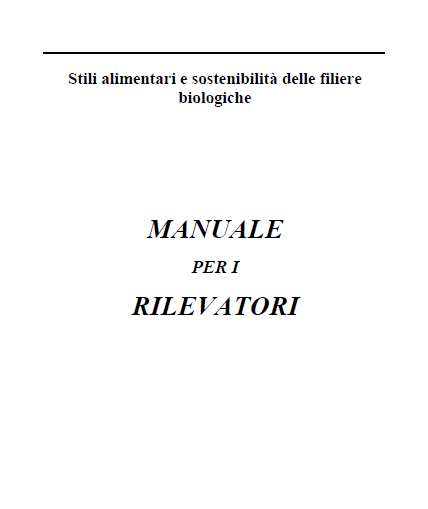 Stili alimentari e sostenibilità delle filiere
biologiche
MANUALE
PER I
RILEVATORI